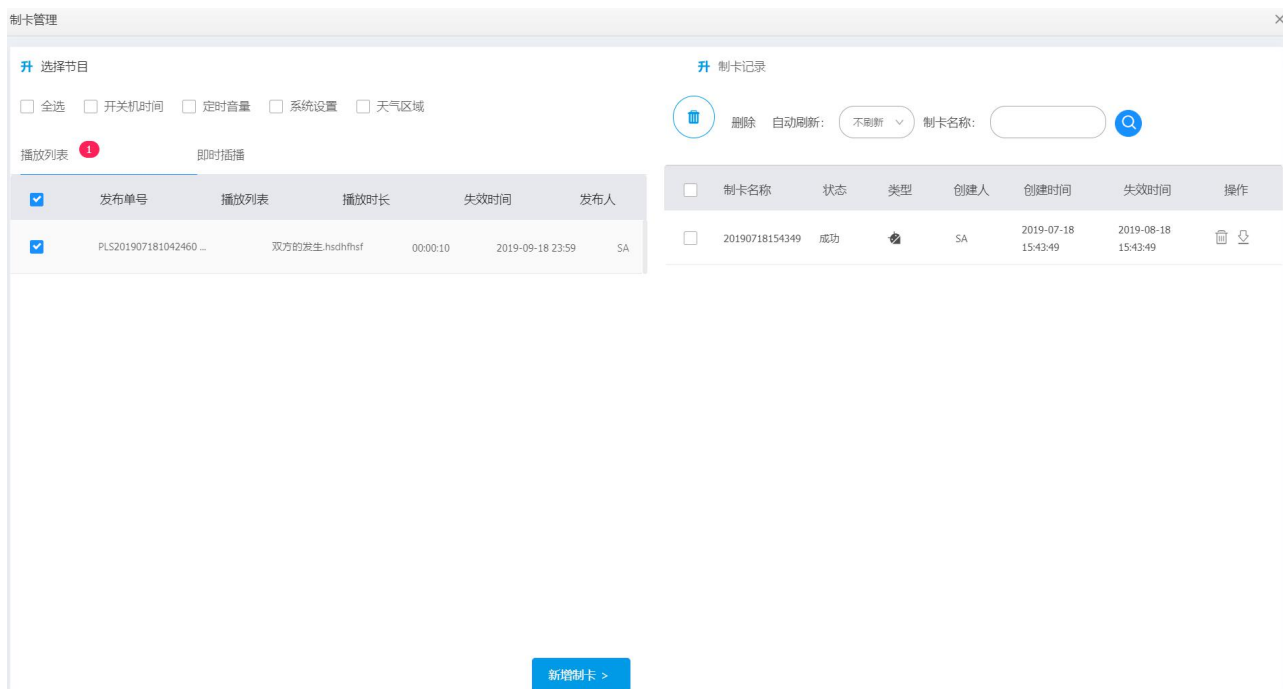 制卡管理
选择节目
全选 开关机时间 定时音量 系统设置 天气区域
播放列表 1 即时插播
发布单号 播放列表 播放时长 失效时间 发布人
PLS201907181042460 ... 双方的发生.hsdhfhsf 00:00:10 2019-09-18 23:59 SA
新增制卡 >
制卡记录
删除 自动刷新: 不刷新 制卡名称:
制卡名称 状态 类型 创建人 创建时间 失效时间 操作
20190718154349 成功 SA 2019-07-18 2019-08-18
15:43:49 15:43:49